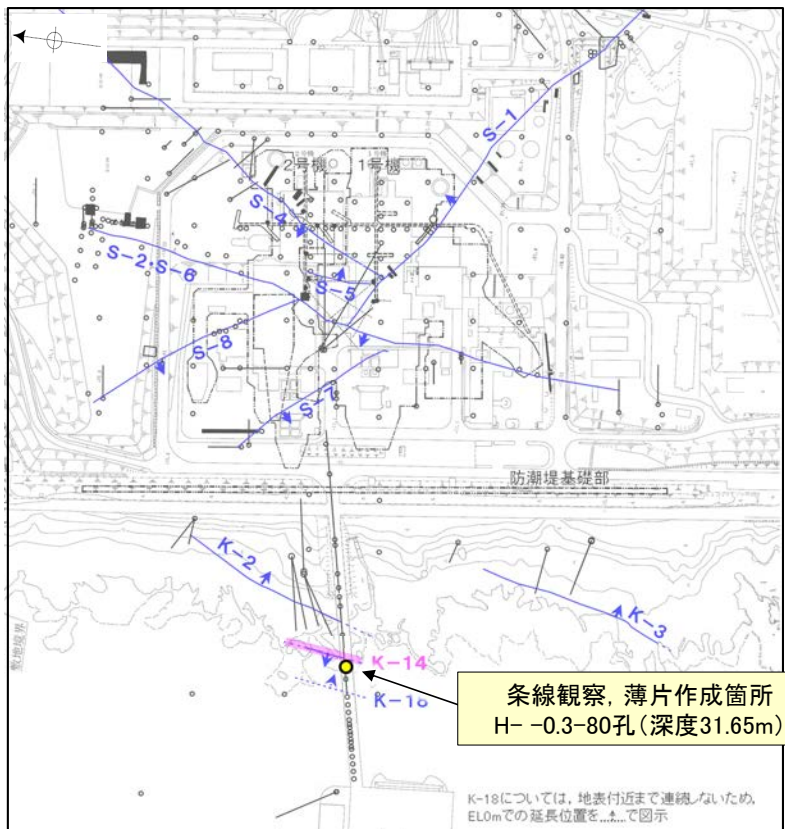 S-1
2号機
1号機
S-4
S-2・S-6
S-5
S-8
S-7
防潮堤基礎部
K-2
K-3
敷地境界
K-14
K-18
条線観察,薄片作成箇所
H- -0.3-80孔(深度31.65m)
K-18については,地表付近まで連続しないため,
EL0mでの延長位置を で図示